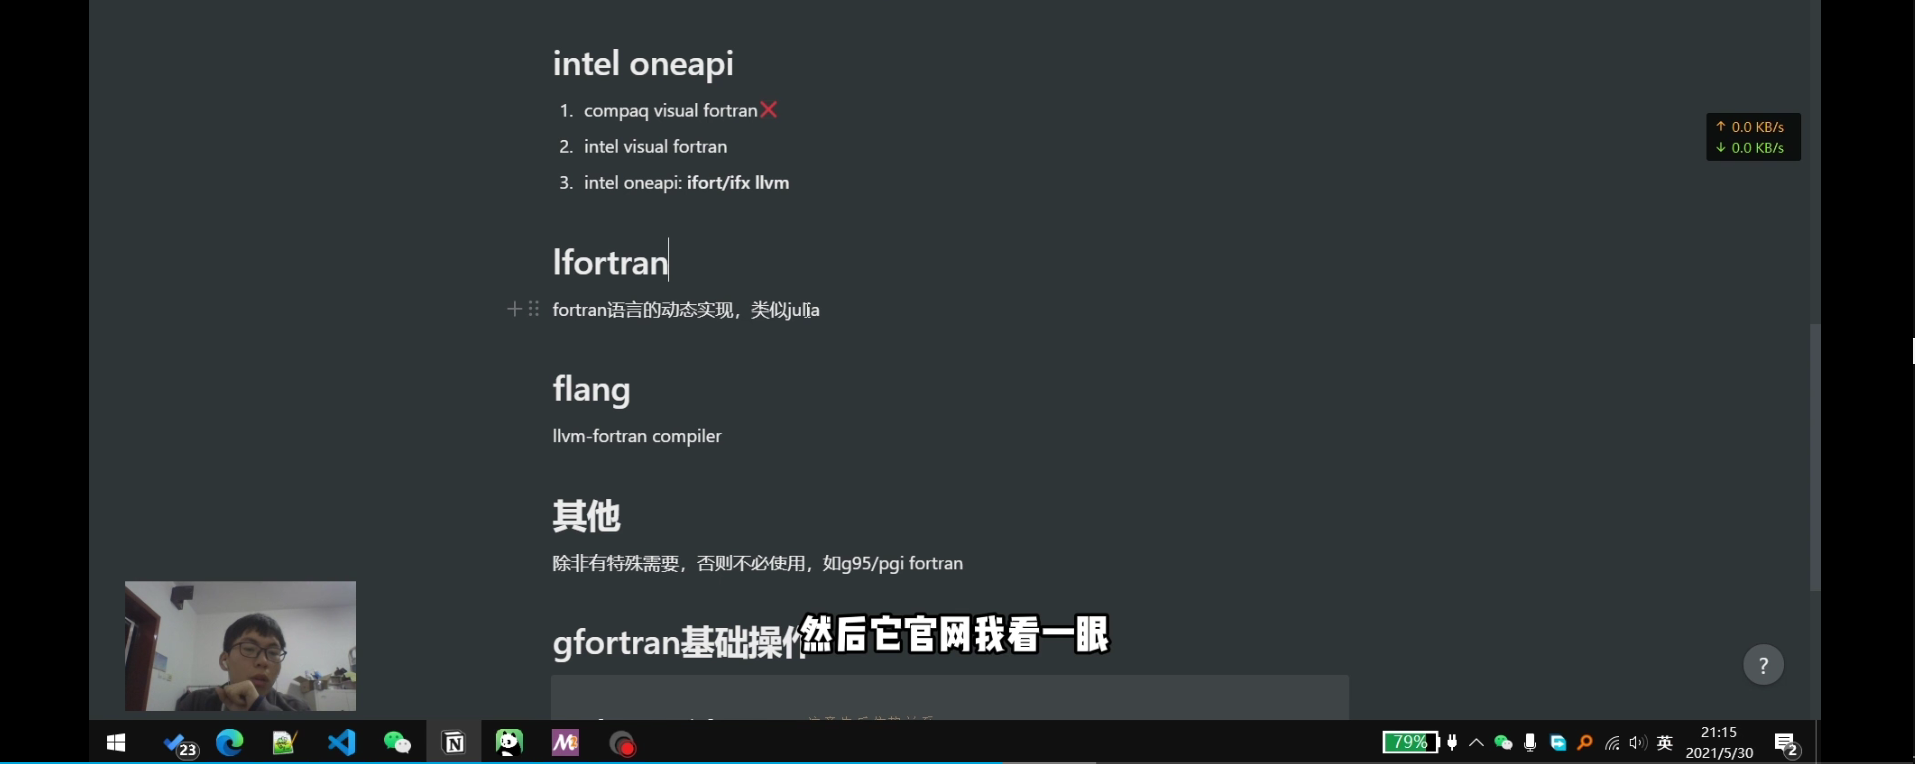 intel oneapi
1. compaq visual fortran❌
2. intel visual fortran
3. intel oneapi: ifort/ifx llvm
↑ 0.0 KB/s
↓ 0.0 KB/s
lfortran
fortran语言的动态实现，类似julia
flang
llvm-fortran compiler
其他
除非有特殊需要，否则不必使用，如g95/pgi fortran
gfortran基础操作
然后它官网我看一眼
?
23
79%
英
21:15
2021/5/30
2